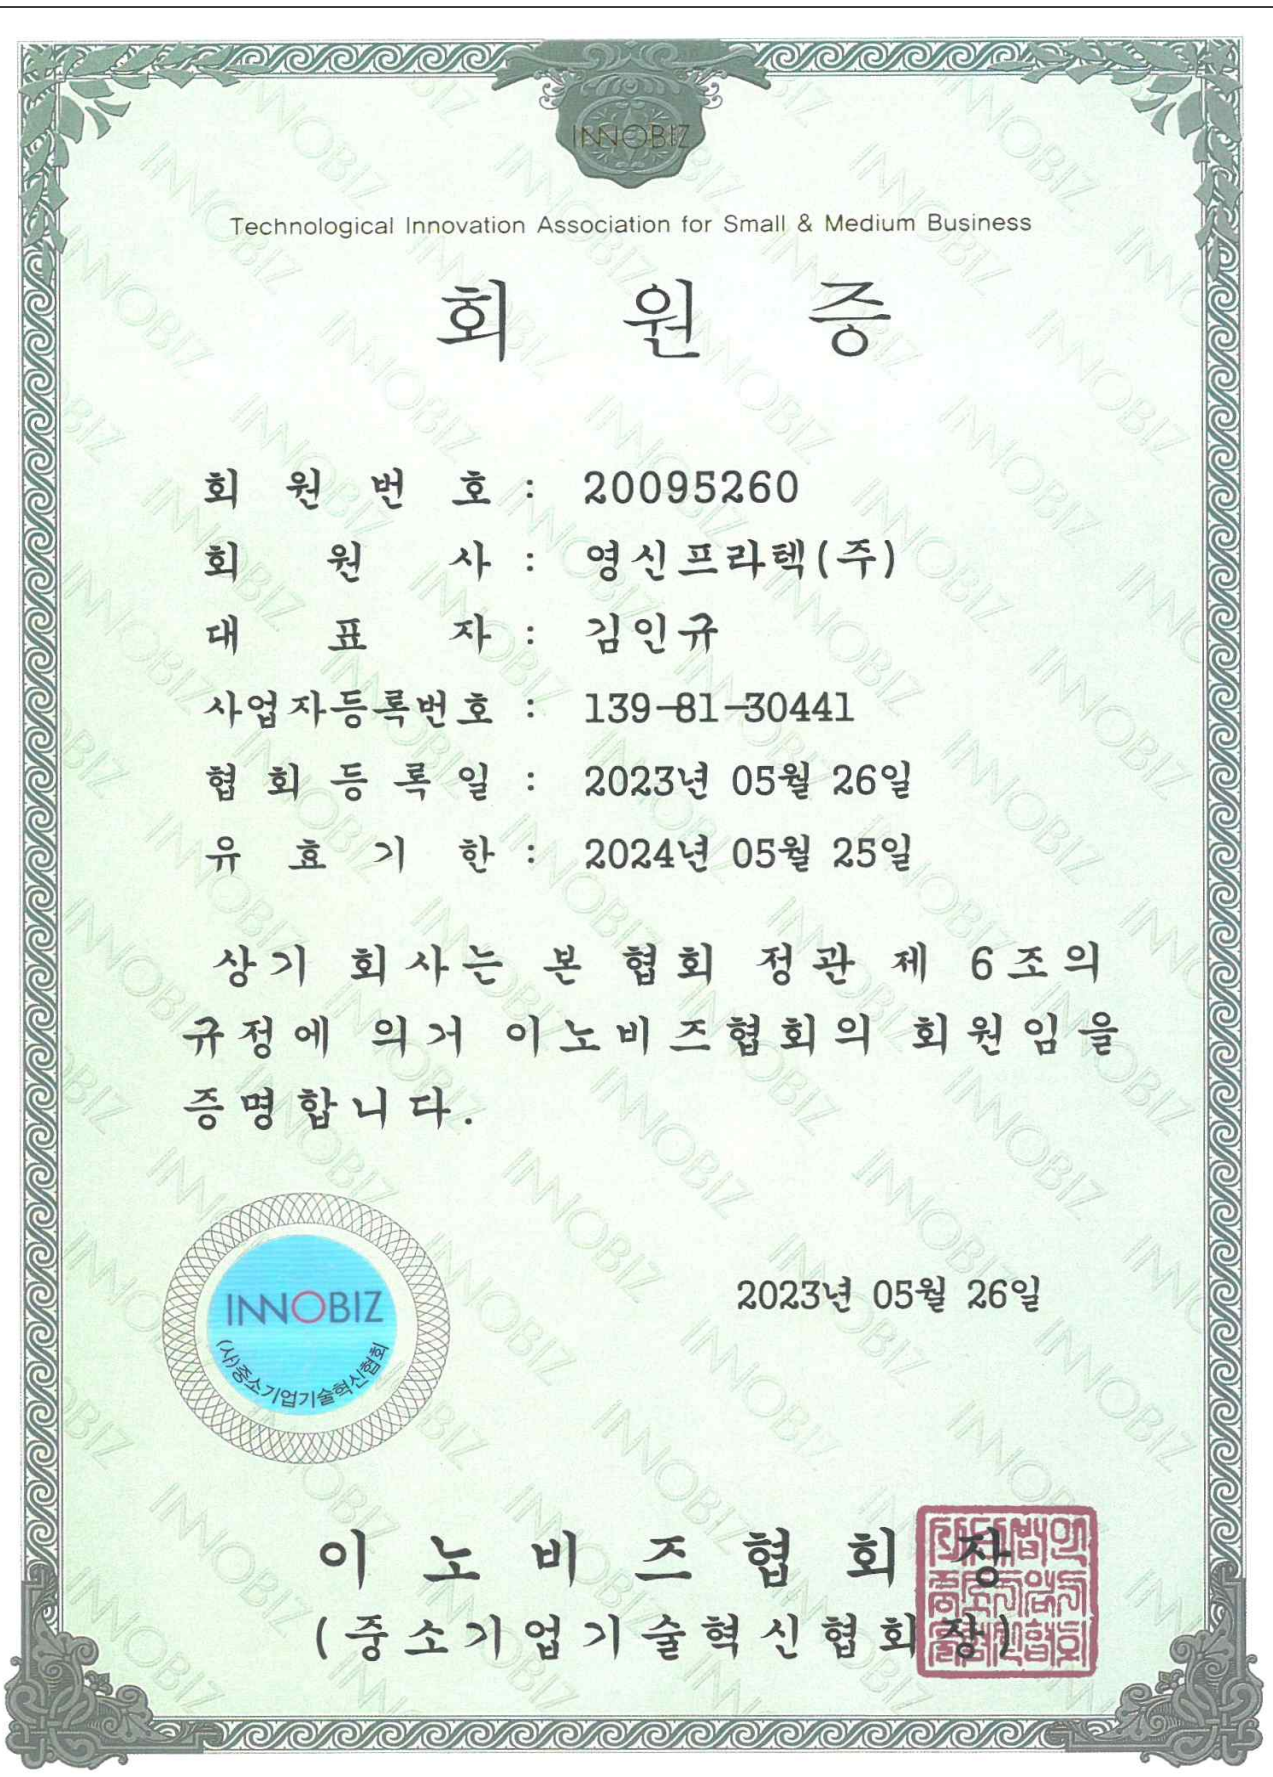 INNOBIZ
Technological Innovation Association for Small & Medium Business
회 원 증
회 원 번 호 : 20095260
회 원 사 : 영신프라텍(주)
대 표 자 : 김인규
사업자등록번호 : 139-81-30441
협 회 등 록 일 : 2023년 05월 26일
유 효 기 한 : 2024년 05월 25일
상기 회사는 본 협회 정관 제 6조의
규정에 의거 이노비즈협회의 회원임을
증명합니다.
2023년 05월 26일
INNOBIZ
(사)중소기업기술혁신협회
이 노 비 즈 협 회 장
(중소기업기술혁신협회장)